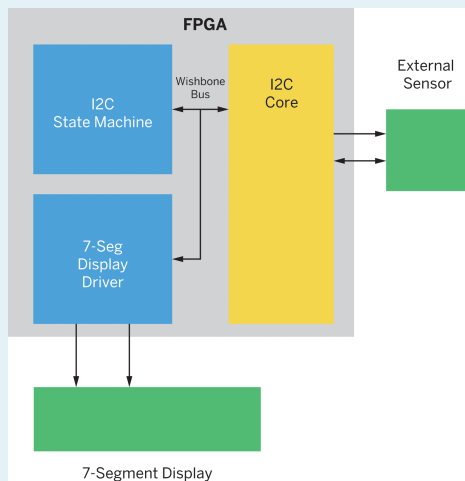 FPGA
I2C
State Machine
Wishbone
Bus
I2C
Core
External
Sensor
7-Seg
Display
Driver
7-Segment Display